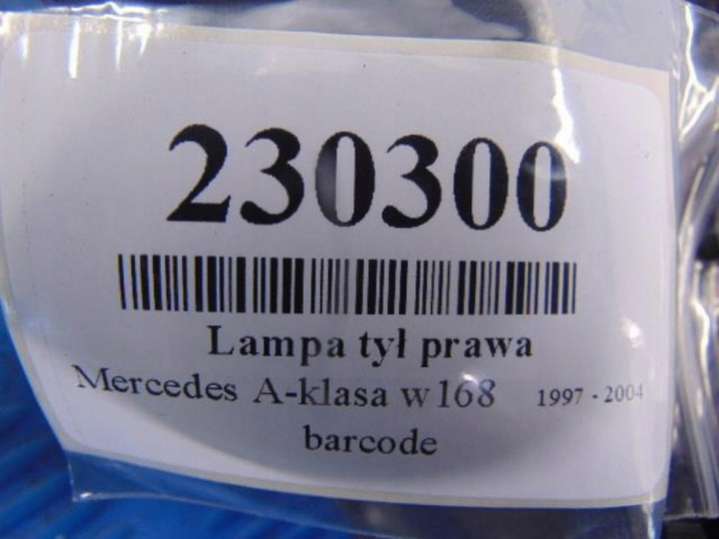 230300
Lampa tył prawa
Mercedes A-klasa w168 1997 - 2004
barcode